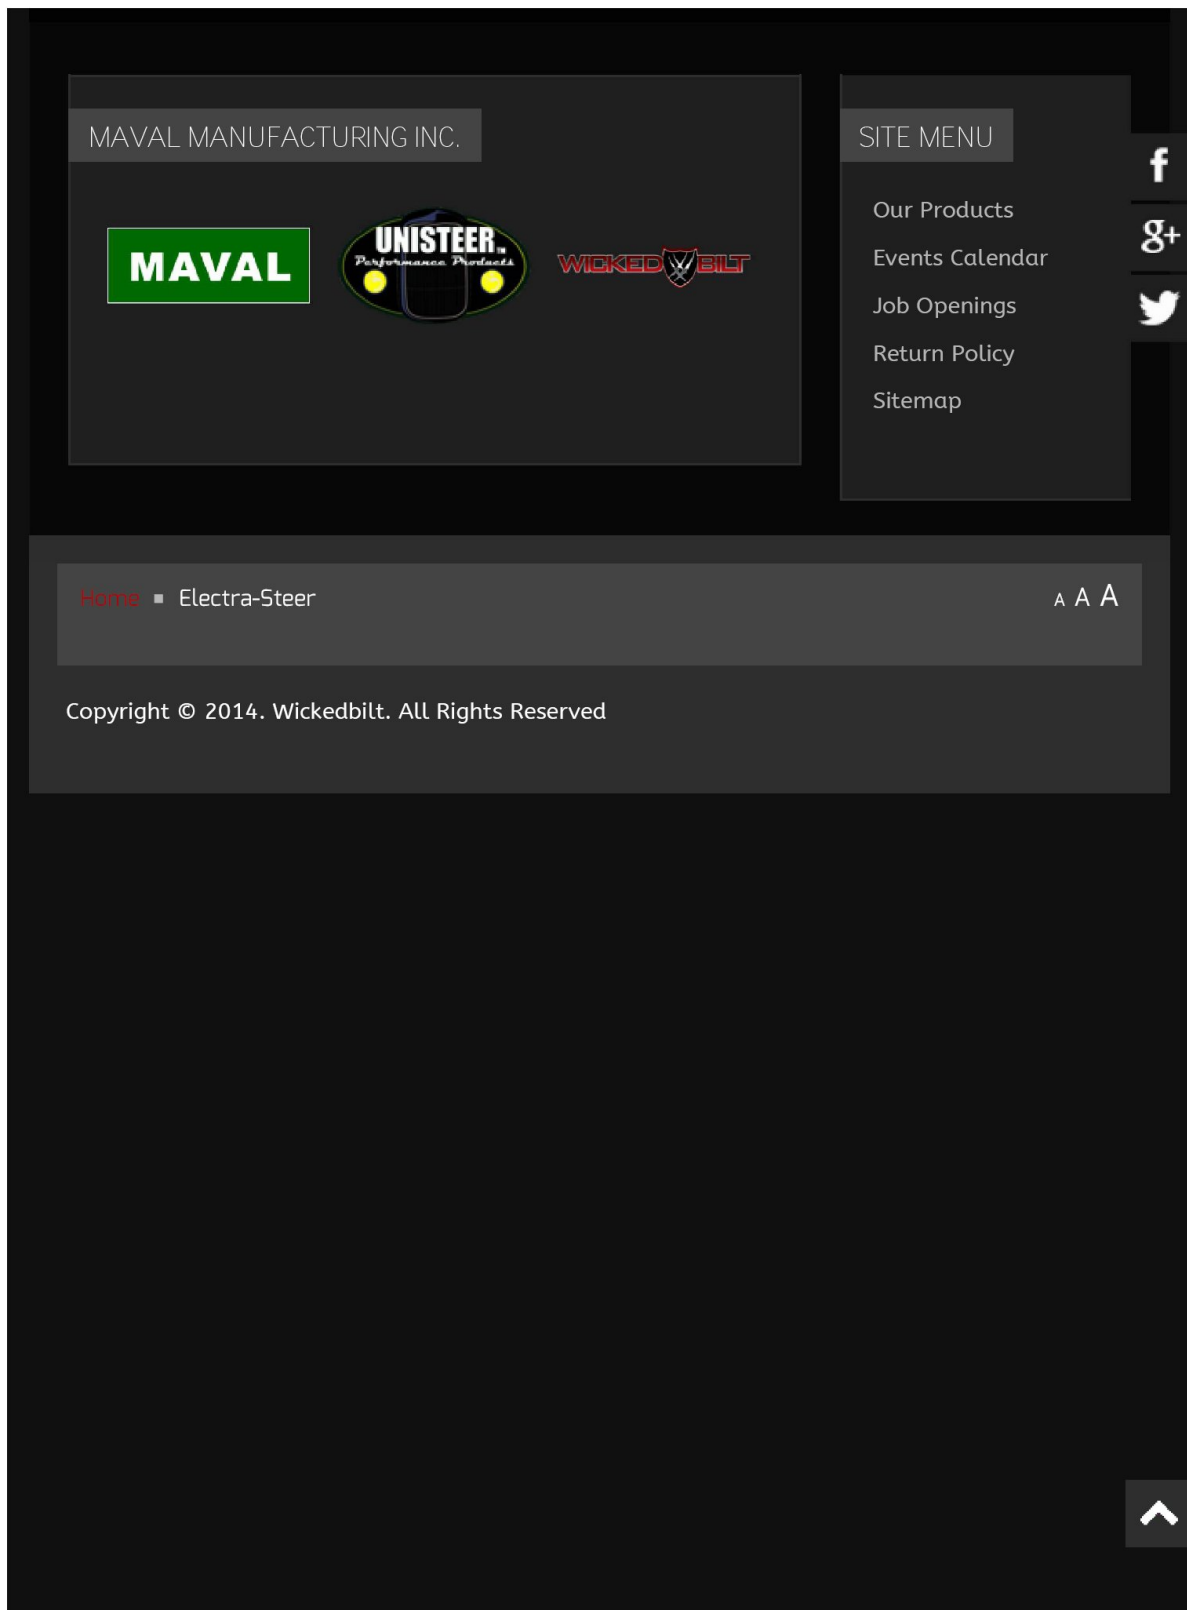 MAVAL MANUFACTURING INC.
MAVAL
UNISTEER™
Performance Products
WICKED BILT
SITE MENU
Our Products
Events Calendar
Job Openings
Return Policy
Sitemap
f
g+
Home ▪ Electra-Steer
A A A
Copyright © 2014. Wickedbilt. All Rights Reserved